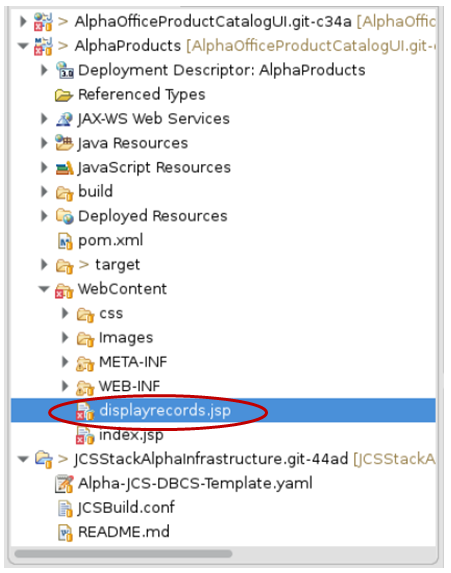 > AlphaOfficeProductCatalogUI.git-c34a [AlphaOffic
> AlphaProducts [AlphaOfficeProductCatalogUI.git-
Deployment Descriptor: AlphaProducts
Referenced Types
JAX-WS Web Services
Java Resources
JavaScript Resources
build
Deployed Resources
pom.xml
> target
WebContent
css
Images
META-INF
WEB-INF
displayrecords.jsp
index.jsp
> JCSStackAlphaInfrastructure.git-44ad [JCSStackA
Alpha-JCS-DBCS-Template.yaml
JCSBuild.conf
README.md